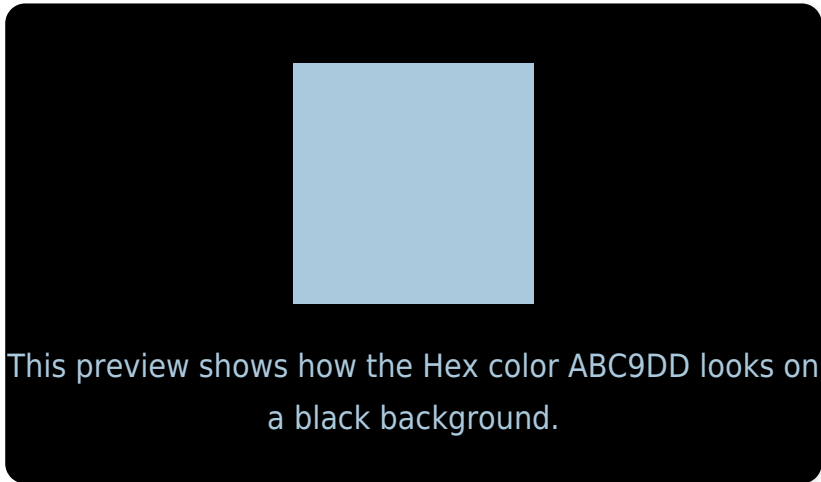 This preview shows how the Hex color ABC9DD looks on
a black background.